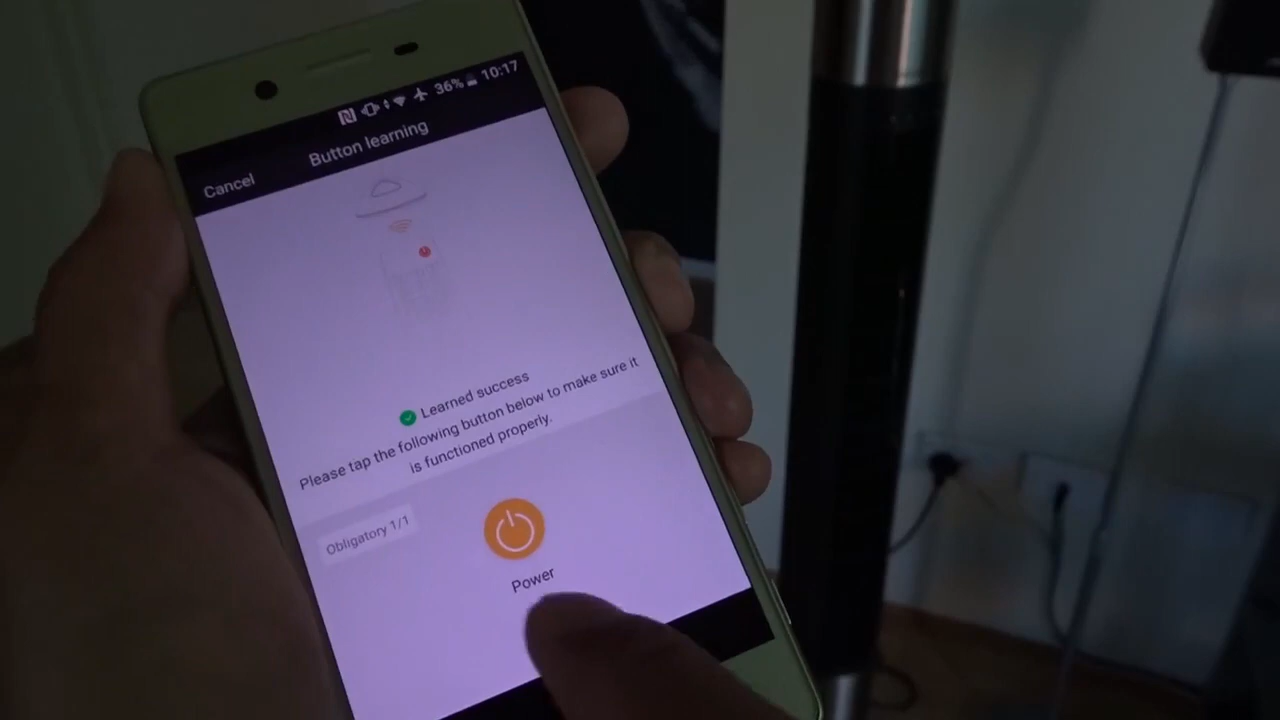 36% 10:17
Button learning
Cancel
Learned success
Please tap the following button below to make sure it
is functioned properly.
Obligatory 1/1
Power